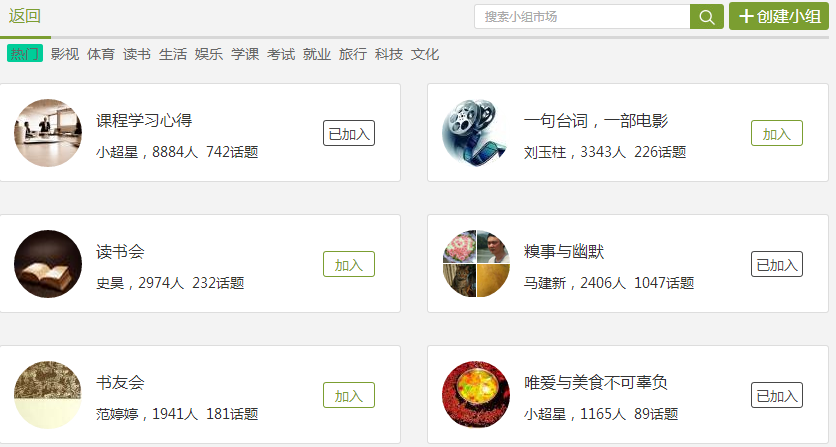 返回
搜索小组市场
创建小组
热门 影视 体育 读书 生活 娱乐 学课 考试 就业 旅行 科技 文化
课程学习心得
小超星，8884人 742话题
已加入
一句台词，一部电影
刘玉柱，3343人 226话题
加入
读书会
史昊，2974人 232话题
加入
糗事与幽默
马建新，2406人 1047话题
已加入
书友会
范婷婷，1941人 181话题
加入
唯爱与美食不可辜负
小超星，1165人 89话题
已加入